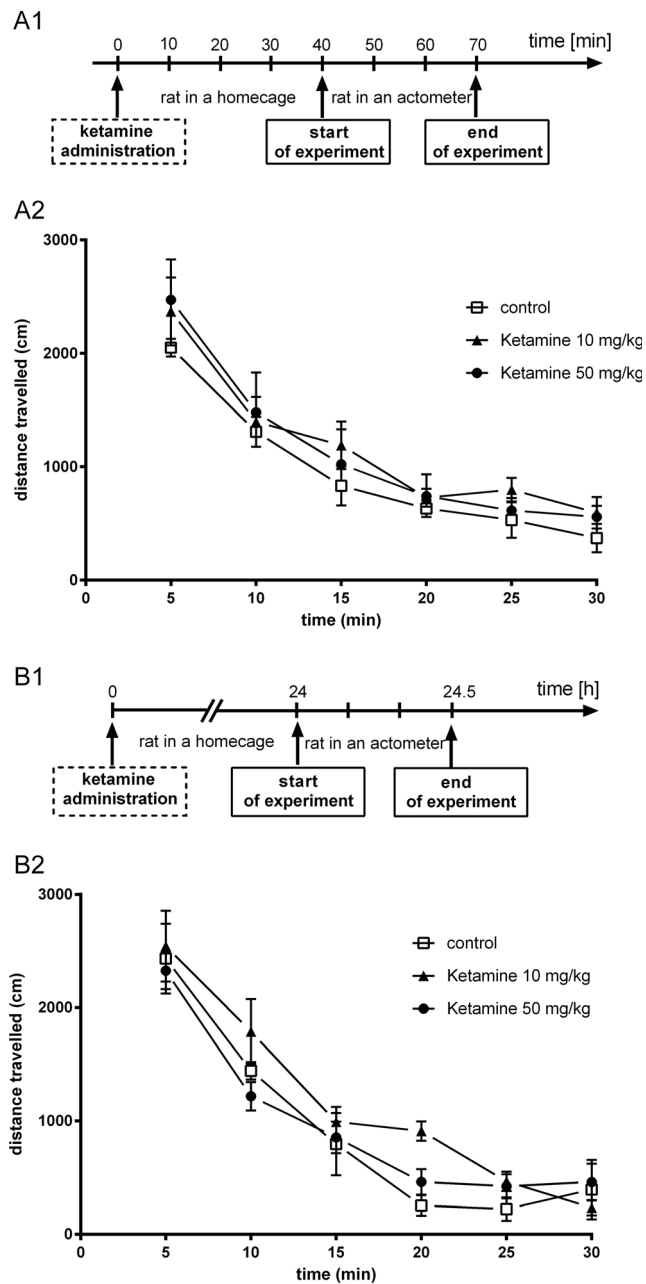 A1
0 10 20 30 40 50 60 70 time [min]
rat in a homecage rat in an actometer
ketamine
administration
start
of experiment
end
of experiment
A2
3000
2000
1000
0
distance travelled (cm)
control
Ketamine 10 mg/kg
Ketamine 50 mg/kg
0 5 10 15 20 25 30
time (min)
B1
0 24 24.5 time [h]
rat in a homecage rat in an actometer
ketamine
administration
start
of experiment
end
of experiment
B2
3000
2000
1000
0
distance travelled (cm)
control
Ketamine 10 mg/kg
Ketamine 50 mg/kg
0 5 10 15 20 25 30
time (min)